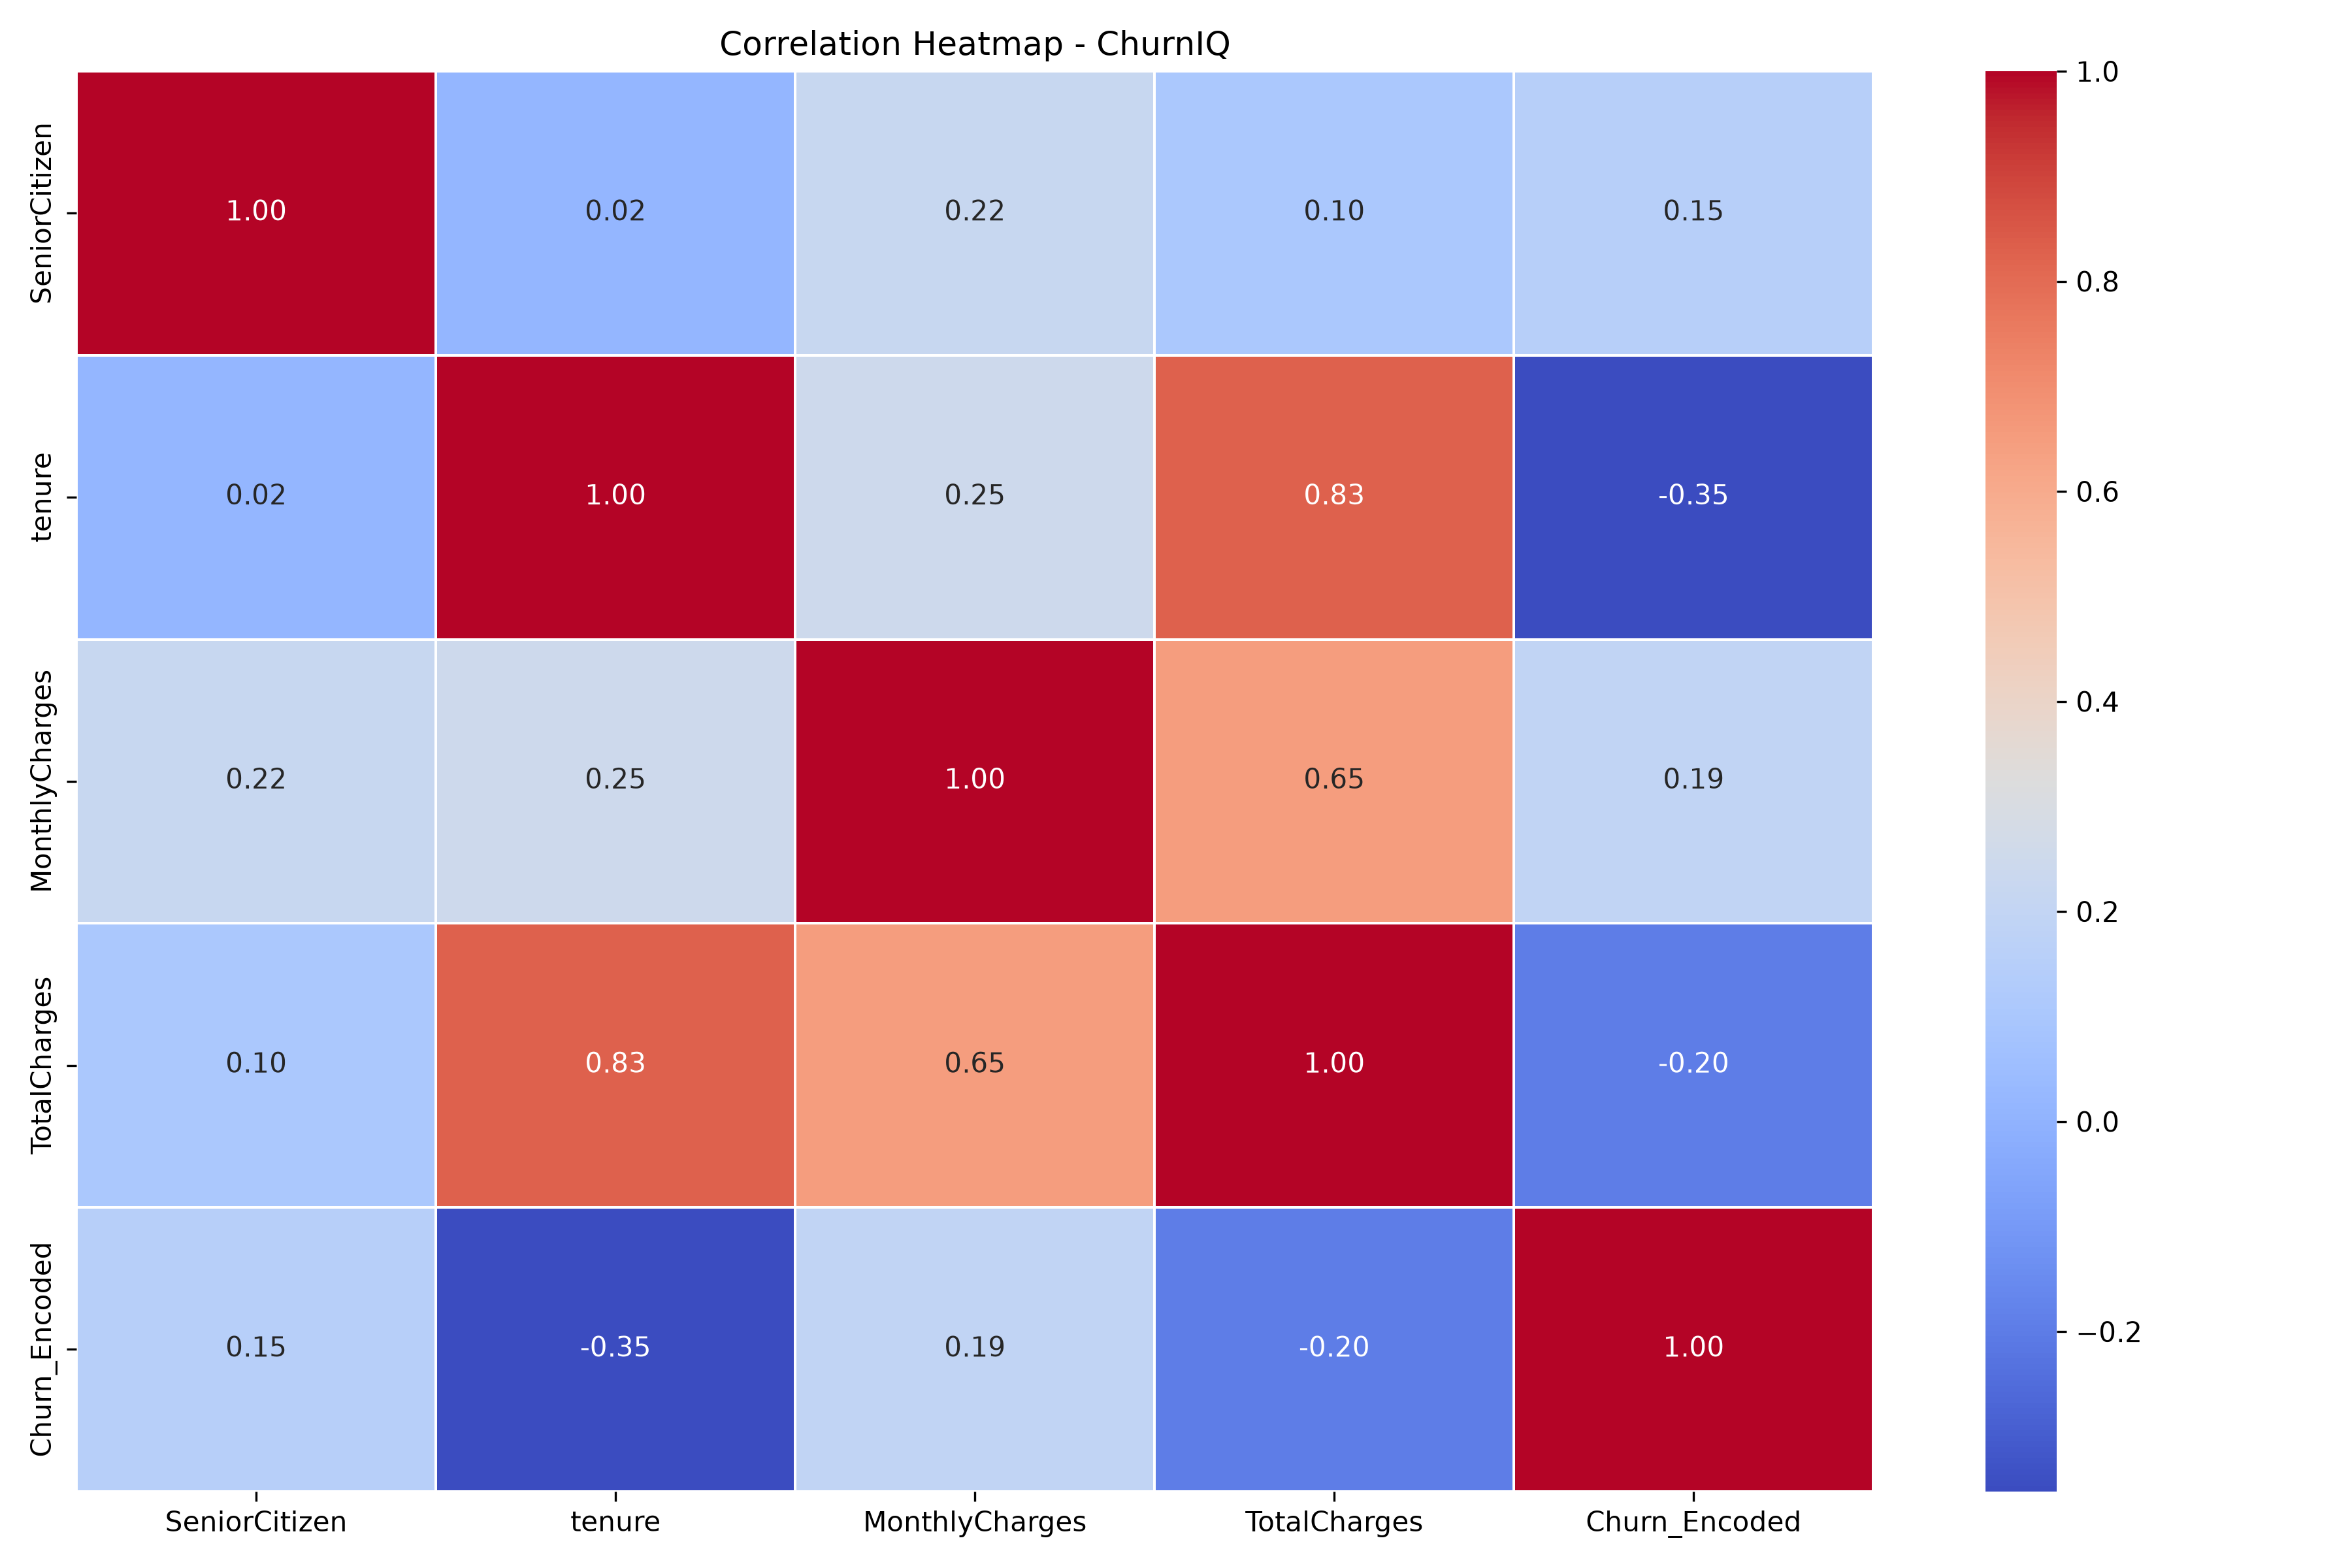 Correlation Heatmap - ChurnIQ
SeniorCitizen 1.00 0.02 0.22 0.10 0.15
tenure 0.02 1.00 0.25 0.83 -0.35
MonthlyCharges 0.22 0.25 1.00 0.65 0.19
TotalCharges 0.10 0.83 0.65 1.00 -0.20
Churn_Encoded 0.15 -0.35 0.19 -0.20 1.00
SeniorCitizen tenure MonthlyCharges TotalCharges Churn_Encoded
1.0
0.8
0.6
0.4
0.2
0.0
−0.2